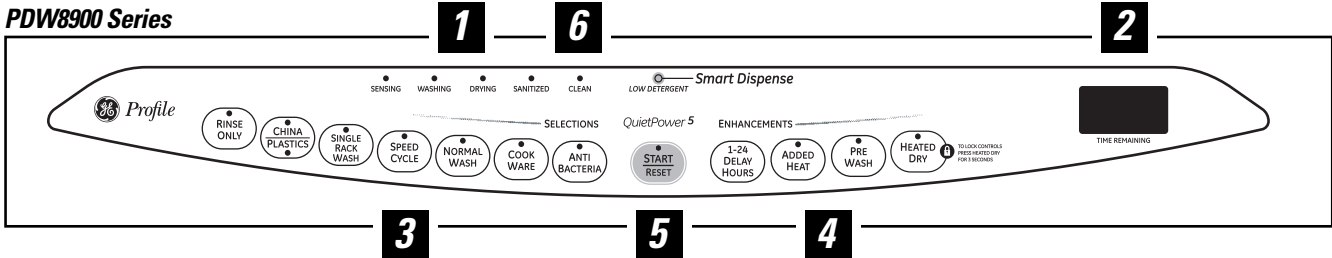 PDW8900 Series
1
6
2
SENSING WASHING DRYING SANITIZED CLEAN
LOW DETERGENT
Smart Dispense
GE Profile
SELECTIONS
QuietPower 5
ENHANCEMENTS
TIME REMAINING
RINSE
ONLY
CHINA
PLASTICS
SINGLE
RACK
WASH
SPEED
CYCLE
NORMAL
WASH
COOK
WARE
ANTI
BACTERIA
START
RESET
1-24
DELAY
HOURS
ADDED
HEAT
PRE
WASH
HEATED
DRY
TO LOCK CONTROLS
PRESS HEATED DRY
FOR 3 SECONDS
3
5
4